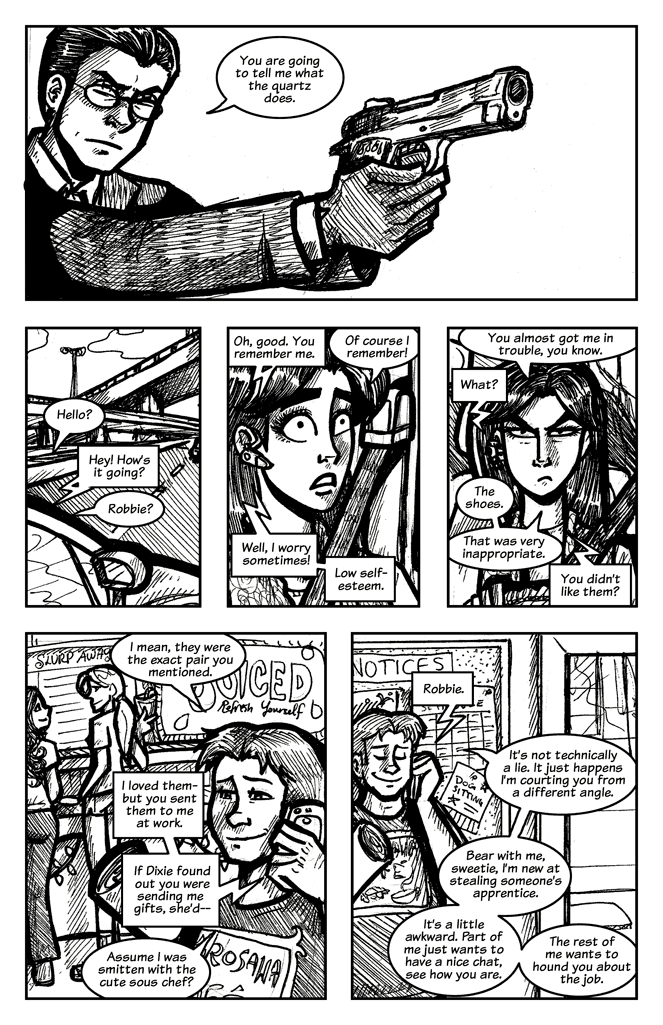 You are going
to tell me what
the quartz
does.
Hello?
Hey! How's
it going?
Robbie?
Oh, good. You
remember me.
Of course I
remember!
Well, I worry
sometimes!
Low self-
esteem.
You almost got me in
trouble, you know.
What?
The
shoes.
That was very
inappropriate.
You didn't
like them?
SLURP AWAY
I mean, they were
the exact pair you
mentioned.
JUICED
Refresh Yourself
I loved them-
but you sent
them to me
at work.
If Dixie found
out you were
sending me
gifts, she'd--
ROSAWA
Assume I was
smitten with the
cute sous chef?
NOTICES
Robbie.
DOG
SITTING
It's not technically
a lie. It just happens
I'm courting you from
a different angle.
Bear with me,
sweetie, I'm new at
stealing someone's
apprentice.
It's a little
awkward. Part of
me just wants to
have a nice chat,
see how you are.
The rest of
me wants to
hound you about
the job.